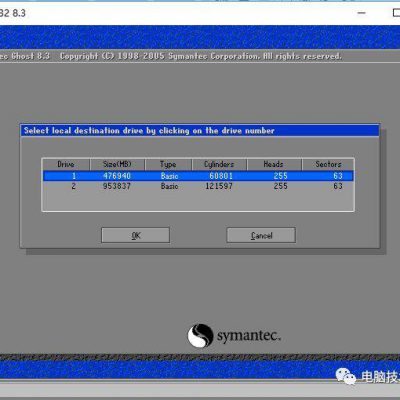 32 8.3
ec Ghost 8.3 Copyright (C) 1998-2005 Symantec Corporation. All rights reserved.
Select local destination drive by clicking on the drive number
Drive Size(MB) Type Cylinders Heads Sectors
1 476940 Basic 60801 255 63
2 953837 Basic 121597 255 63
OK Cancel
symantec.
电脑技